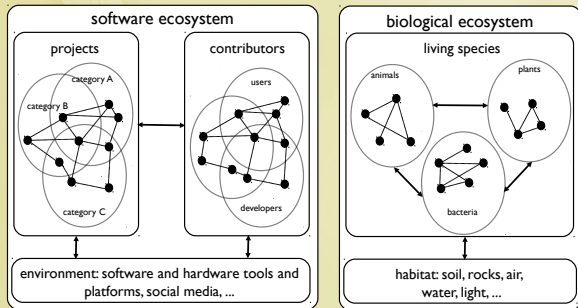 software ecosystem
projects
category A
category B
category C
contributors
users
developers
environment: software and hardware tools and
platforms, social media, ...
biological ecosystem
living species
animals
plants
bacteria
habitat: soil, rocks, air,
water, light, ...